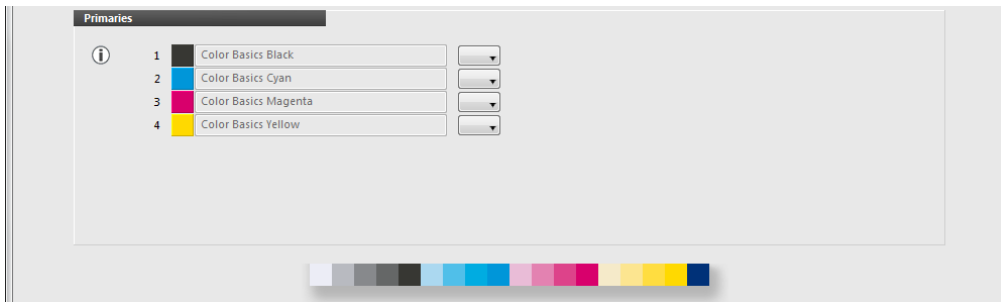 Primaries
1 Color Basics Black
2 Color Basics Cyan
3 Color Basics Magenta
4 Color Basics Yellow